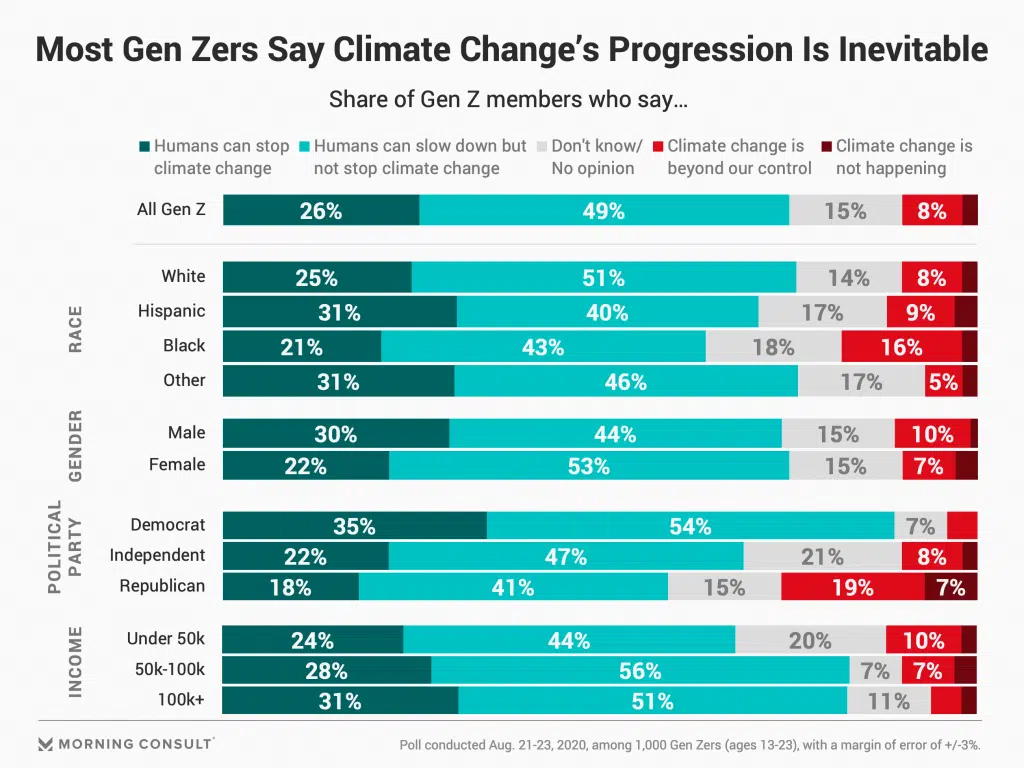 Most Gen Zers Say Climate Change’s Progression Is Inevitable
Share of Gen Z members who say…
Humans can stop climate change
Humans can slow down but not stop climate change
Don't know/ No opinion
Climate change is beyond our control
Climate change is not happening
All Gen Z 26% 49% 15% 8%
RACE
White 25% 51% 14% 8%
Hispanic 31% 40% 17% 9%
Black 21% 43% 18% 16%
Other 31% 46% 17% 5%
GENDER
Male 30% 44% 15% 10%
Female 22% 53% 15% 7%
POLITICAL PARTY
Democrat 35% 54% 7%
Independent 22% 47% 21% 8%
Republican 18% 41% 15% 19% 7%
INCOME
Under 50k 24% 44% 20% 10%
50k-100k 28% 56% 7% 7%
100k+ 31% 51% 11%
MORNING CONSULT
Poll conducted Aug. 21-23, 2020, among 1,000 Gen Zers (ages 13-23), with a margin of error of +/-3%.